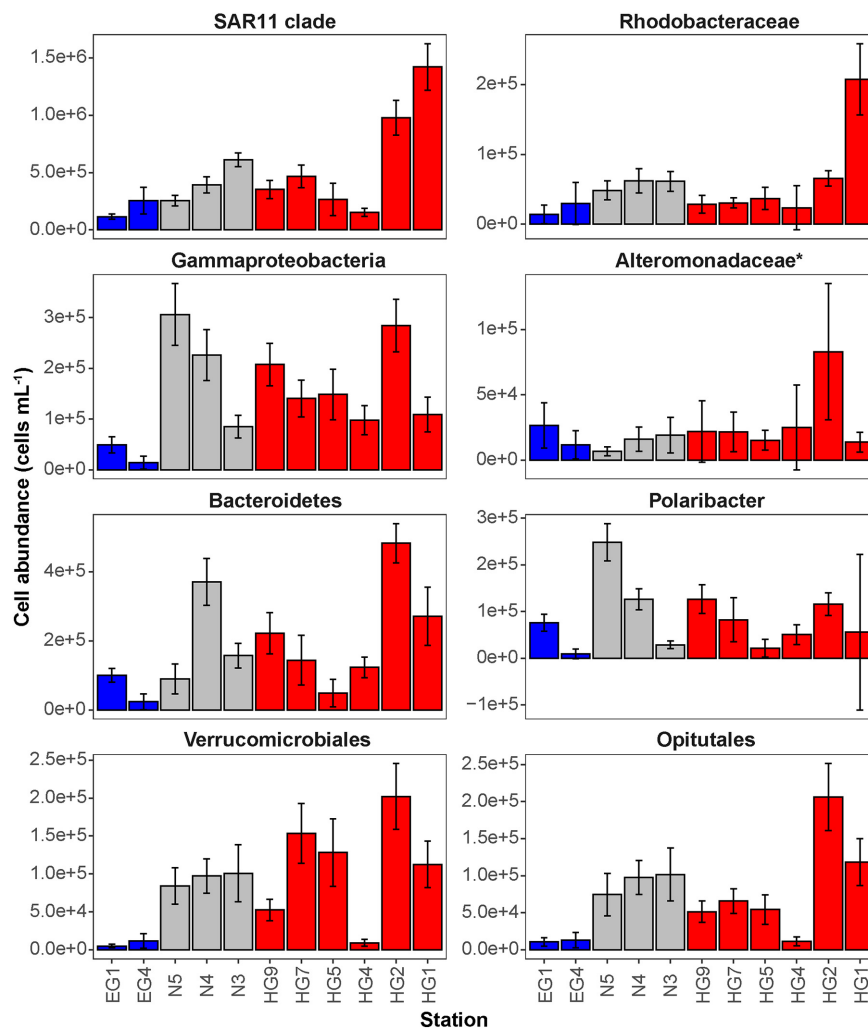 SAR11 clade
Rhodobacteraceae
1.5e+6
1.0e+6
5.0e+5
0.0e+0
2e+5
1e+5
0e+0
Gammaproteobacteria
Alteromonadaceae*
3e+5
2e+5
1e+5
0e+0
1e+5
5e+4
0e+0
Bacteroidetes
Polaribacter
4e+5
2e+5
0e+0
3e+5
2e+5
1e+5
0e+0
−1e+5
Verrucomicrobiales
Opitutales
2.5e+5
2.0e+5
1.5e+5
1.0e+5
5.0e+4
0.0e+0
2.5e+5
2.0e+5
1.5e+5
1.0e+5
5.0e+4
0.0e+0
Cell abundance (cells mL⁻¹)
EG1 EG4 N5 N4 N3 HG9 HG7 HG5 HG4 HG2 HG1
EG1 EG4 N5 N4 N3 HG9 HG7 HG5 HG4 HG2 HG1
Station